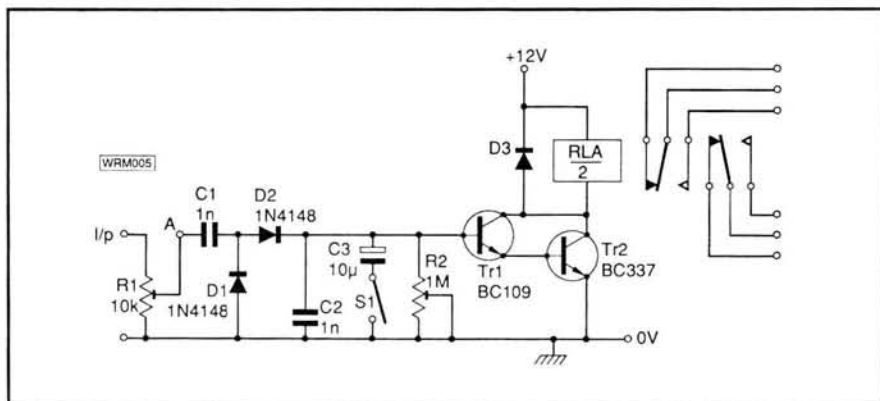 +12V
D3
RLA
2
WRM005
C1
1n
D2
1N4148
A
I/p
R1
10k
D1
1N4148
C3
10μ
S1
C2
1n
R2
1M
Tr1
BC109
Tr2
BC337
0V